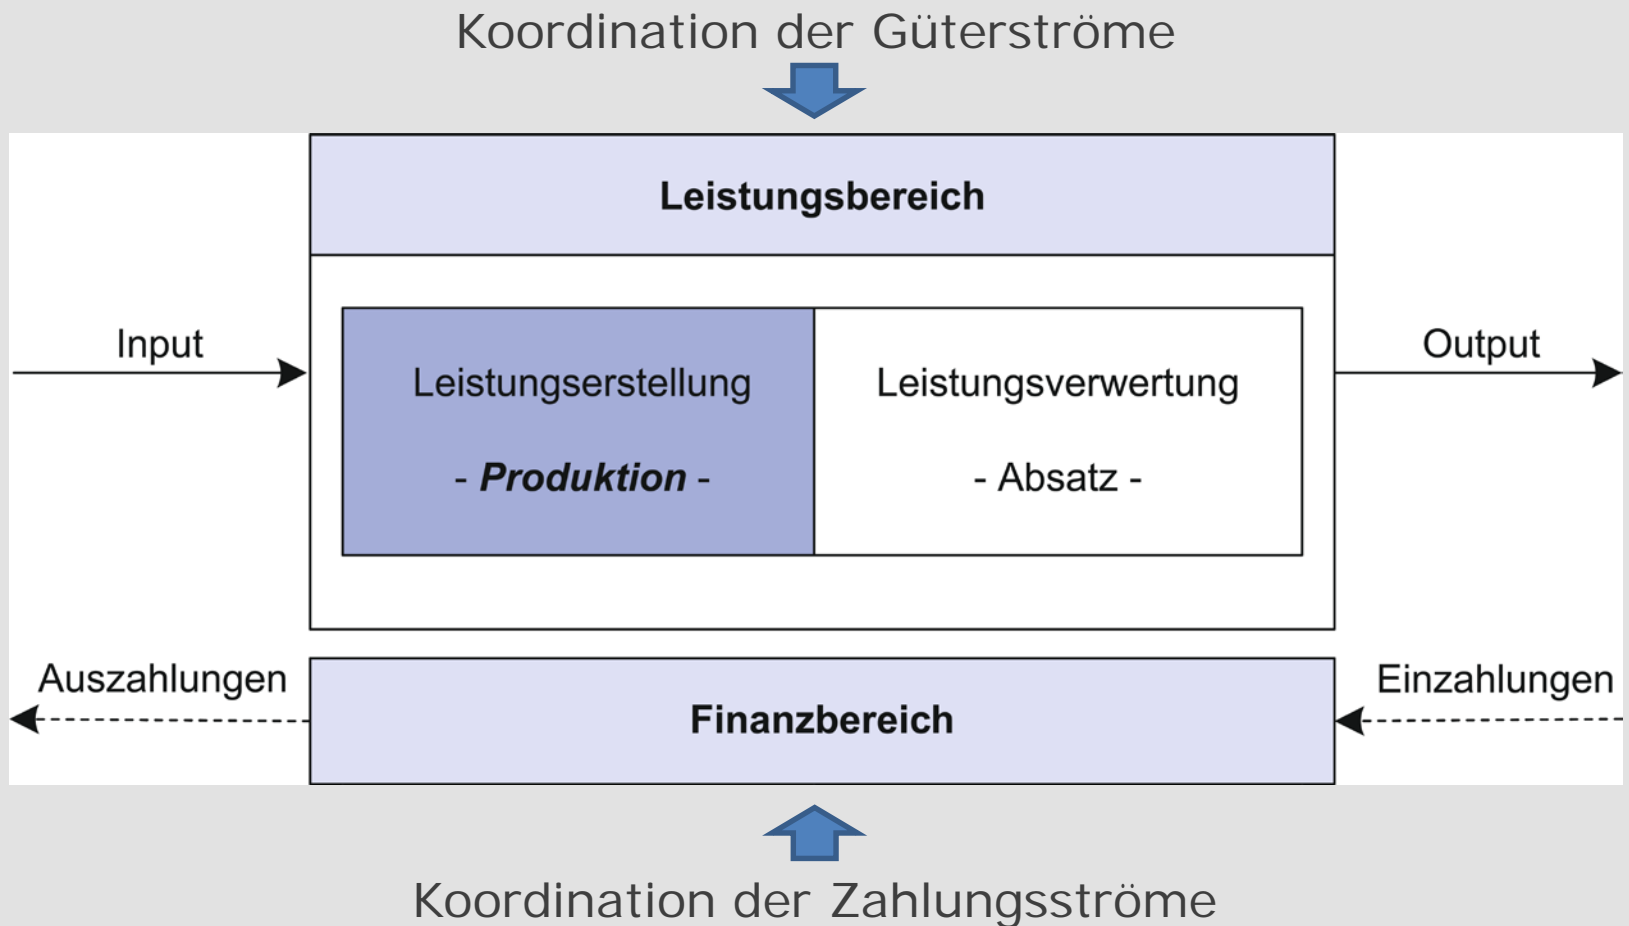 Koordination der Güterströme
Leistungsbereich
Input
Leistungserstellung
- Produktion -
Leistungsverwertung
- Absatz -
Output
Auszahlungen
Finanzbereich
Einzahlungen
Koordination der Zahlungsströme